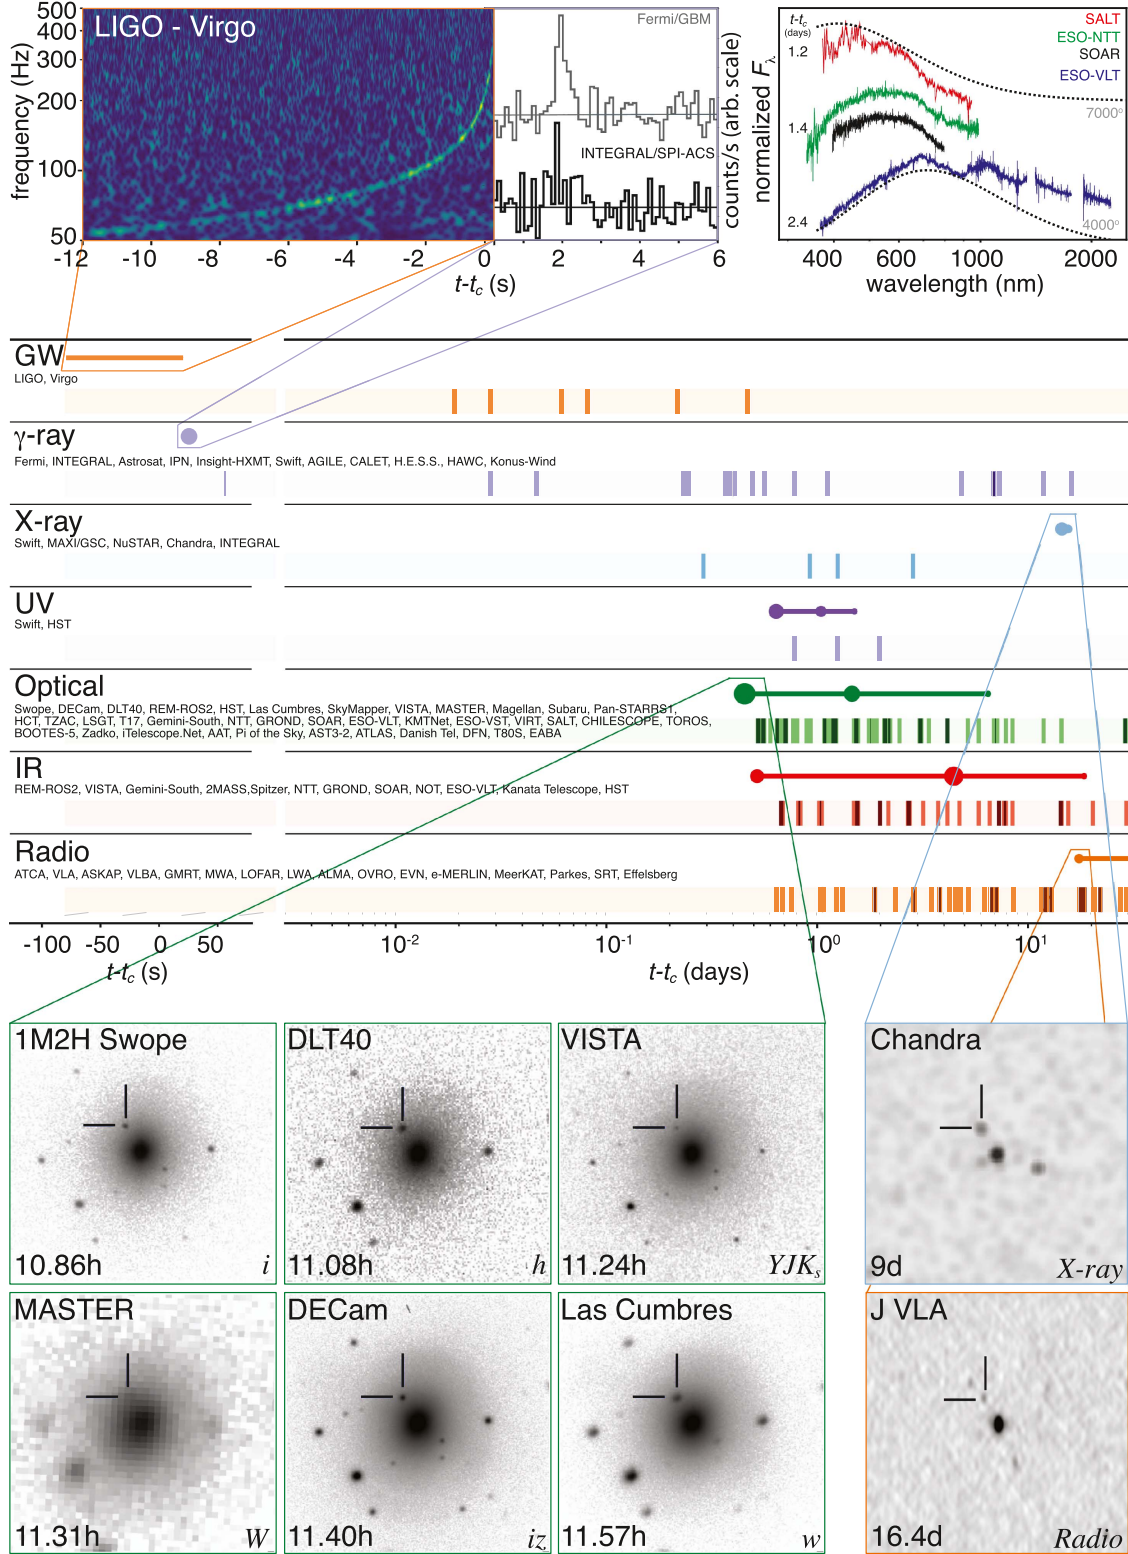 LIGO - Virgo
frequency (Hz)
500
400
300
200
100
50
-12 -10 -8 -6 -4 -2 0 2 4 6
t-tc (s)
Fermi/GBM
INTEGRAL/SPI-ACS
counts/s (arb. scale)
normalized Fλ
t-tc
(days)
1.2
1.4
2.4
SALT
ESO-NTT
SOAR
ESO-VLT
7000°
4000°
400 600 1000 2000
wavelength (nm)
GW
LIGO, Virgo
γ-ray
Fermi, INTEGRAL, Astrosat, IPN, Insight-HXMT, Swift, AGILE, CALET, H.E.S.S., HAWC, Konus-Wind
X-ray
Swift, MAXI/GSC, NuSTAR, Chandra, INTEGRAL
UV
Swift, HST
Optical
Swope, DECam, DLT40, REM-ROS2, HST, Las Cumbres, SkyMapper, VISTA, MASTER, Magellan, Subaru, Pan-STARRS1,
HCT, TZAC, LSGT, T17, Gemini-South, NTT, GROND, SOAR, ESO-VLT, KMTNet, ESO-VST, VIRT, SALT, CHILESCOPE, TOROS,
BOOTES-5, Zadko, iTelescope.Net, AAT, Pi of the Sky, AST3-2, ATLAS, Danish Tel, DFN, T80S, EABA
IR
REM-ROS2, VISTA, Gemini-South, 2MASS,Spitzer, NTT, GROND, SOAR, NOT, ESO-VLT, Kanata Telescope, HST
Radio
ATCA, VLA, ASKAP, VLBA, GMRT, MWA, LOFAR, LWA, ALMA, OVRO, EVN, e-MERLIN, MeerKAT, Parkes, SRT, Effelsberg
-100 -50 0 50
t-tc (s)
10-2 10-1 100 101
t-tc (days)
1M2H Swope
10.86h
i
DLT40
11.08h
h
VISTA
11.24h
YJKs
Chandra
9d
X-ray
MASTER
11.31h
W
DECam
11.40h
iz
Las Cumbres
11.57h
w
J VLA
16.4d
Radio